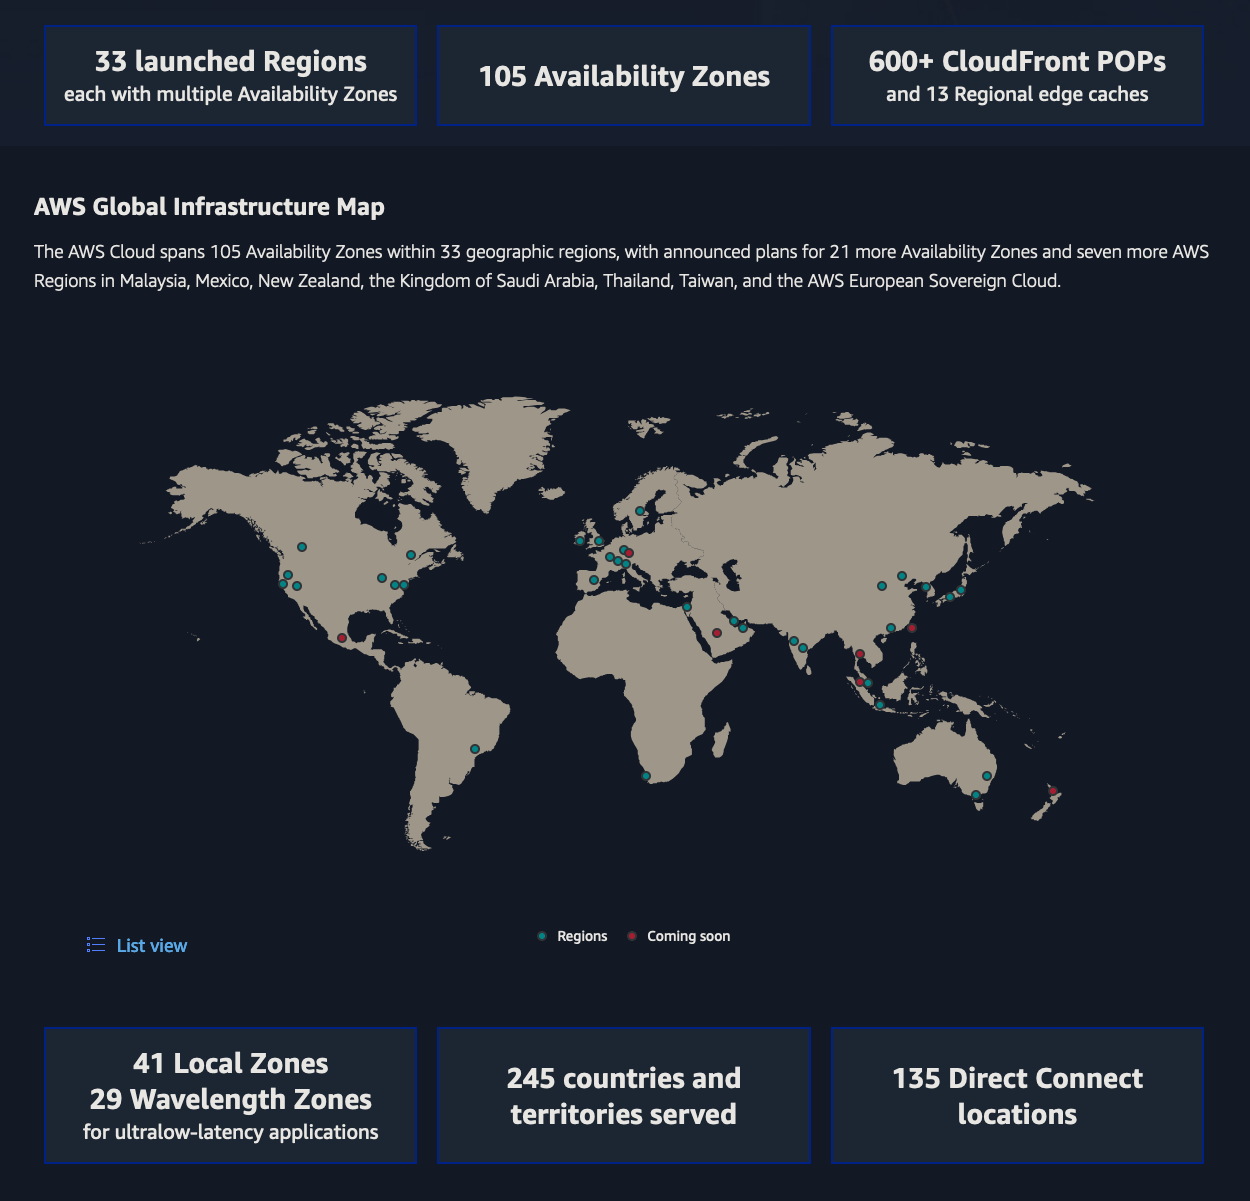 33 launched Regions
each with multiple Availability Zones
105 Availability Zones
600+ CloudFront POPs
and 13 Regional edge caches
AWS Global Infrastructure Map
The AWS Cloud spans 105 Availability Zones within 33 geographic regions, with announced plans for 21 more Availability Zones and seven more AWS
Regions in Malaysia, Mexico, New Zealand, the Kingdom of Saudi Arabia, Thailand, Taiwan, and the AWS European Sovereign Cloud.
List view
Regions
Coming soon
41 Local Zones
29 Wavelength Zones
for ultralow-latency applications
245 countries and
territories served
135 Direct Connect
locations